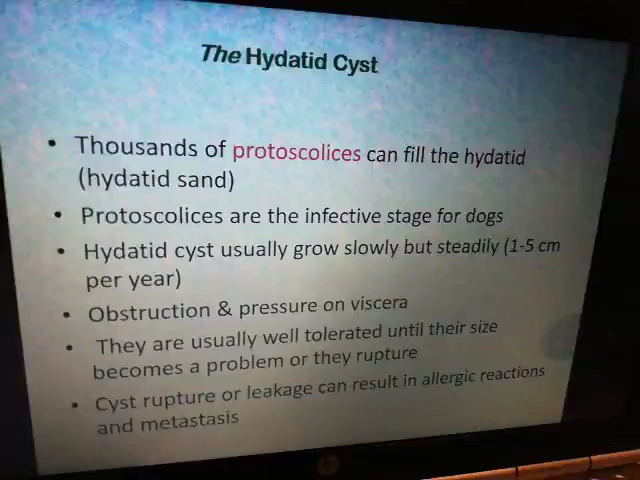 The Hydatid Cyst
• Thousands of protoscolices can fill the hydatid
(hydatid sand)
• Protoscolices are the infective stage for dogs
• Hydatid cyst usually grow slowly but steadily (1-5 cm
per year)
• Obstruction & pressure on viscera
• They are usually well tolerated until their size
becomes a problem or they rupture
• Cyst rupture or leakage can result in allergic reactions
and metastasis